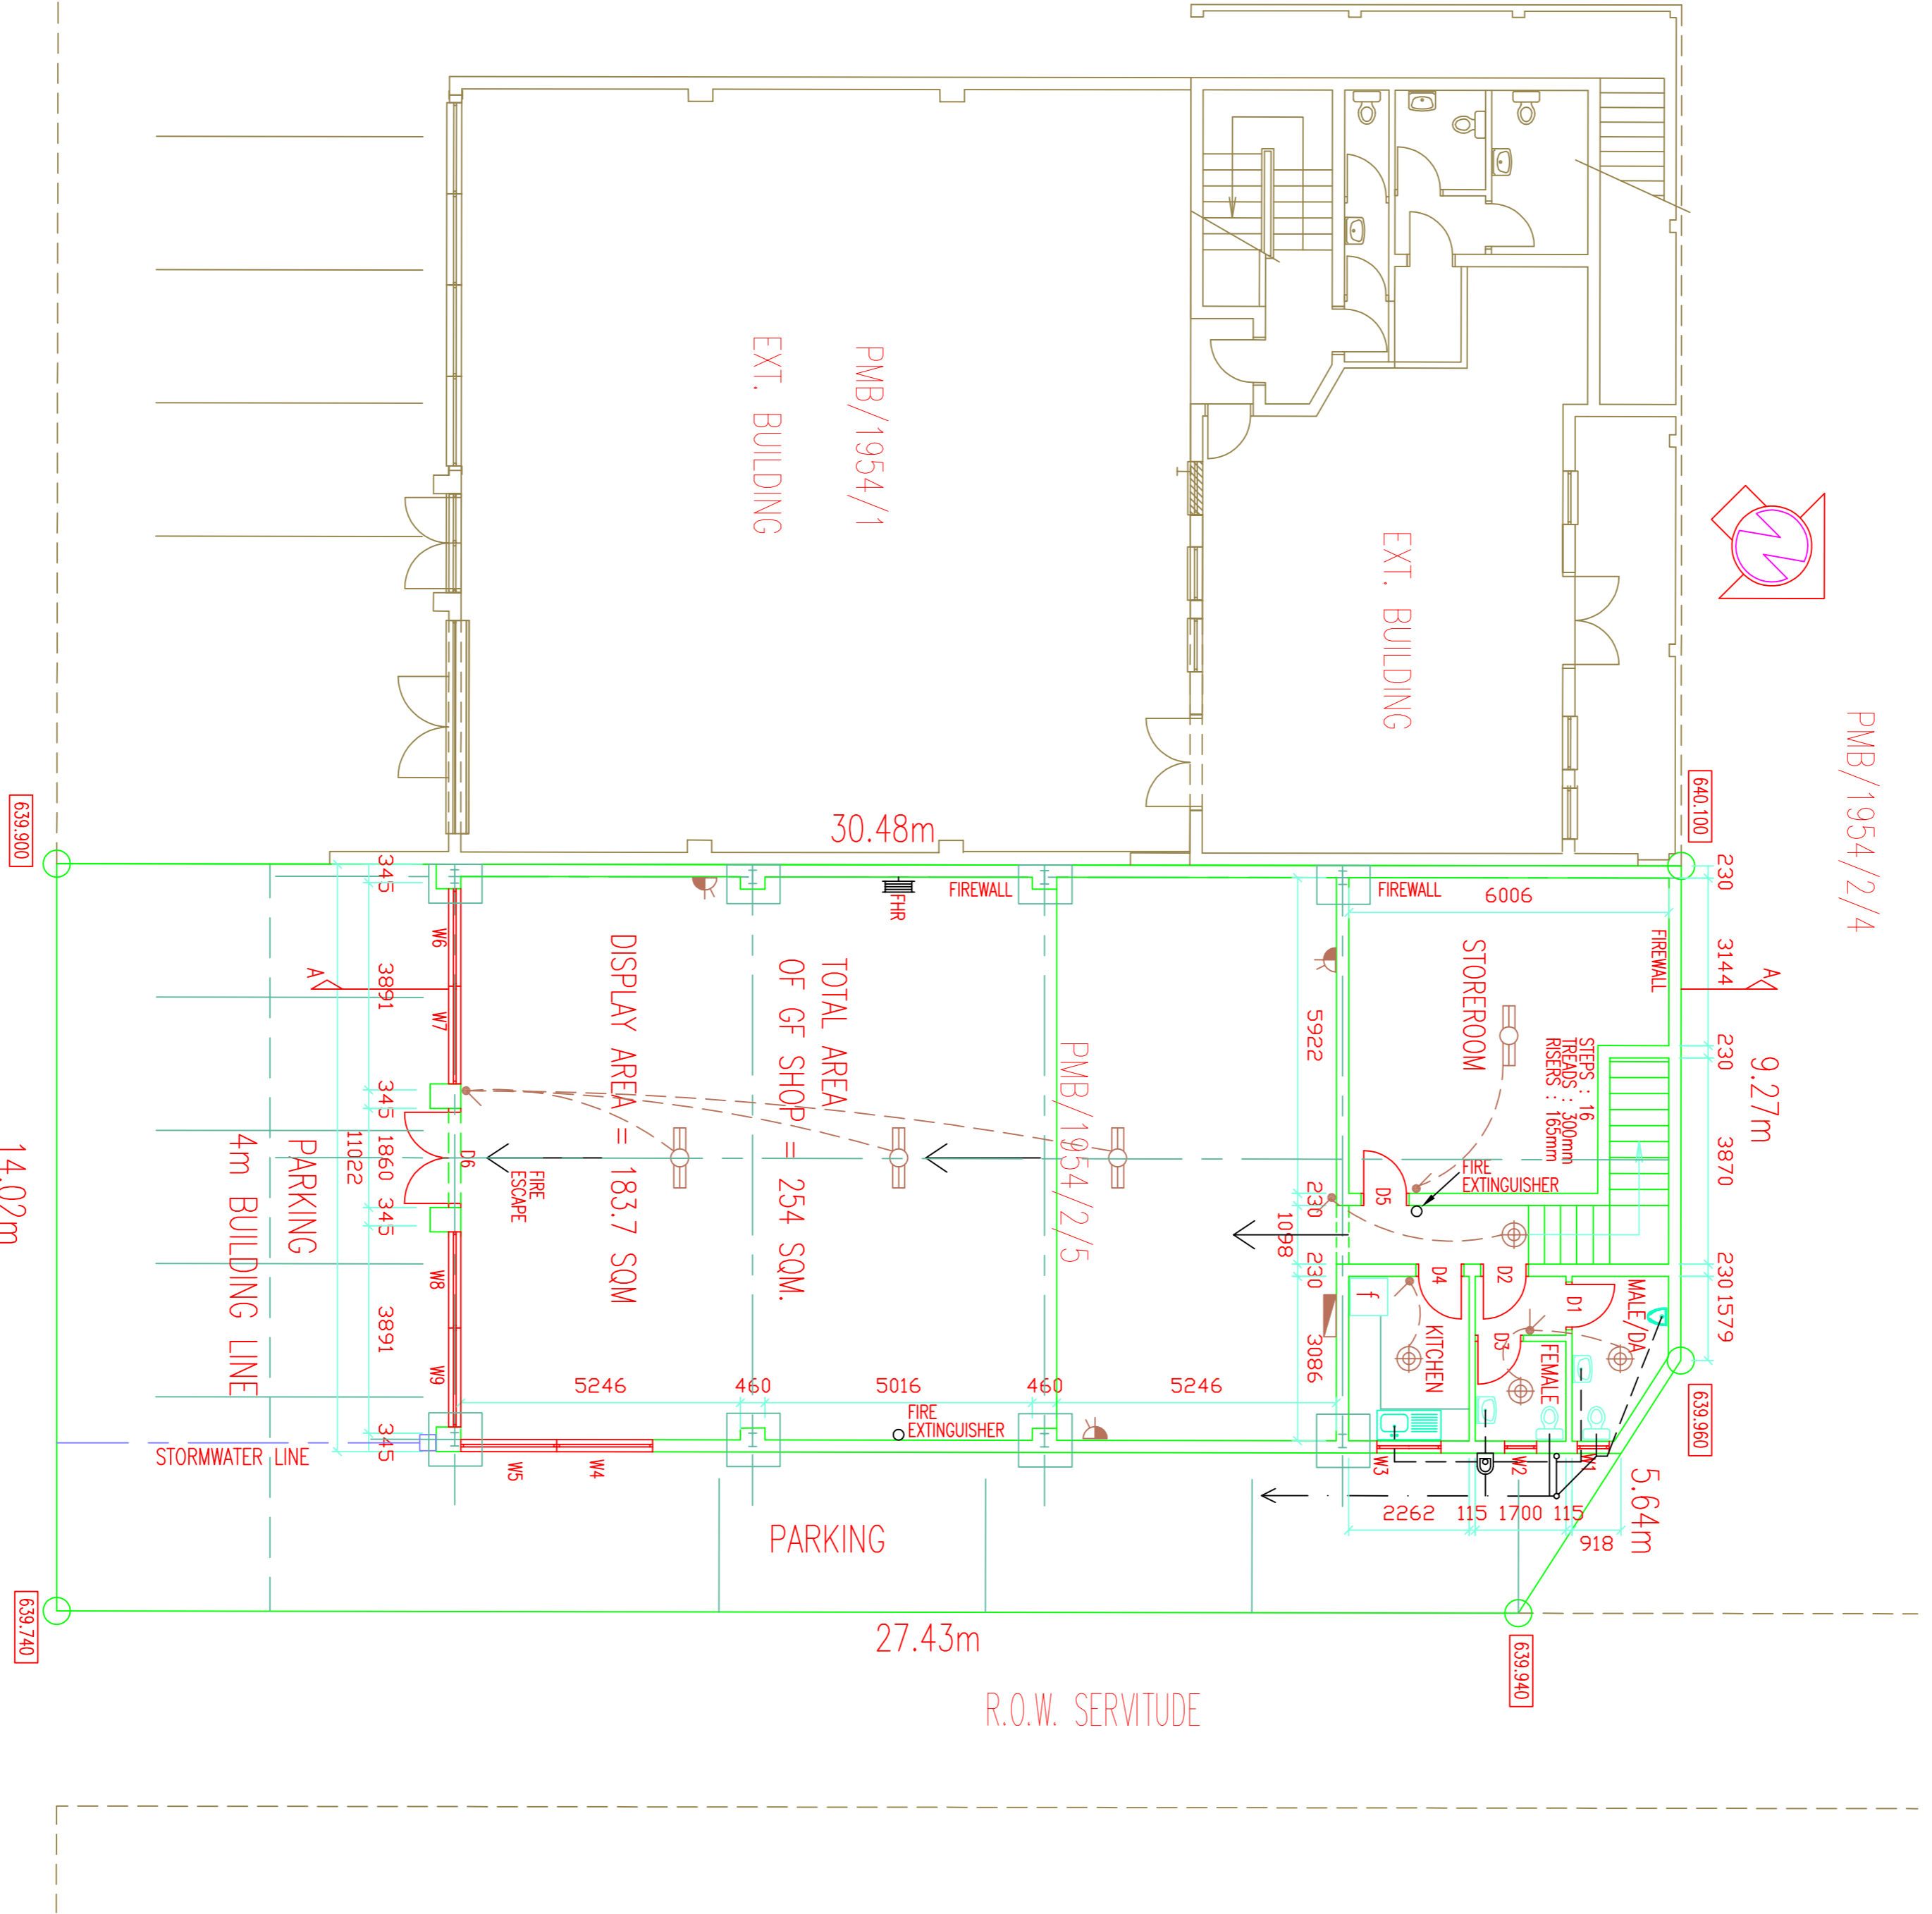 PMB/1954/1
EXT. BUILDING
EXT. BUILDING
PMB/1954/2/4
640.100
639.900
30.48m
230
3144
230
9.27m
3870
230
1579
A
A
FIREWALL
FIREWALL
FIREWALL
6006
STOREROOM
STEPS : 16
TREADS : 300mm
RISERS : 165mm
FIRE
EXTINGUISHER
D5
D4
D2
D1
D3
MALE/DA
FEMALE
KITCHEN
f
5922
230
1098
230
3086
FHR
TOTAL AREA
OF GF SHOP = 254 SQM.
DISPLAY AREA = 183.7 SQM
PMB/1954/2/5
FIRE
ESCAPE
D6
345
3891
345
1860
345
3891
345
11022
W6
W7
W8
W9
PARKING
4m BUILDING LINE
14.02m
5246
460
5016
460
5246
FIRE
EXTINGUISHER
STORMWATER LINE
W5
W4
W3
W2
W1
2262
115
1700
115
918
5.64m
639.960
PARKING
27.43m
639.740
639.940
R.O.W. SERVITUDE
N